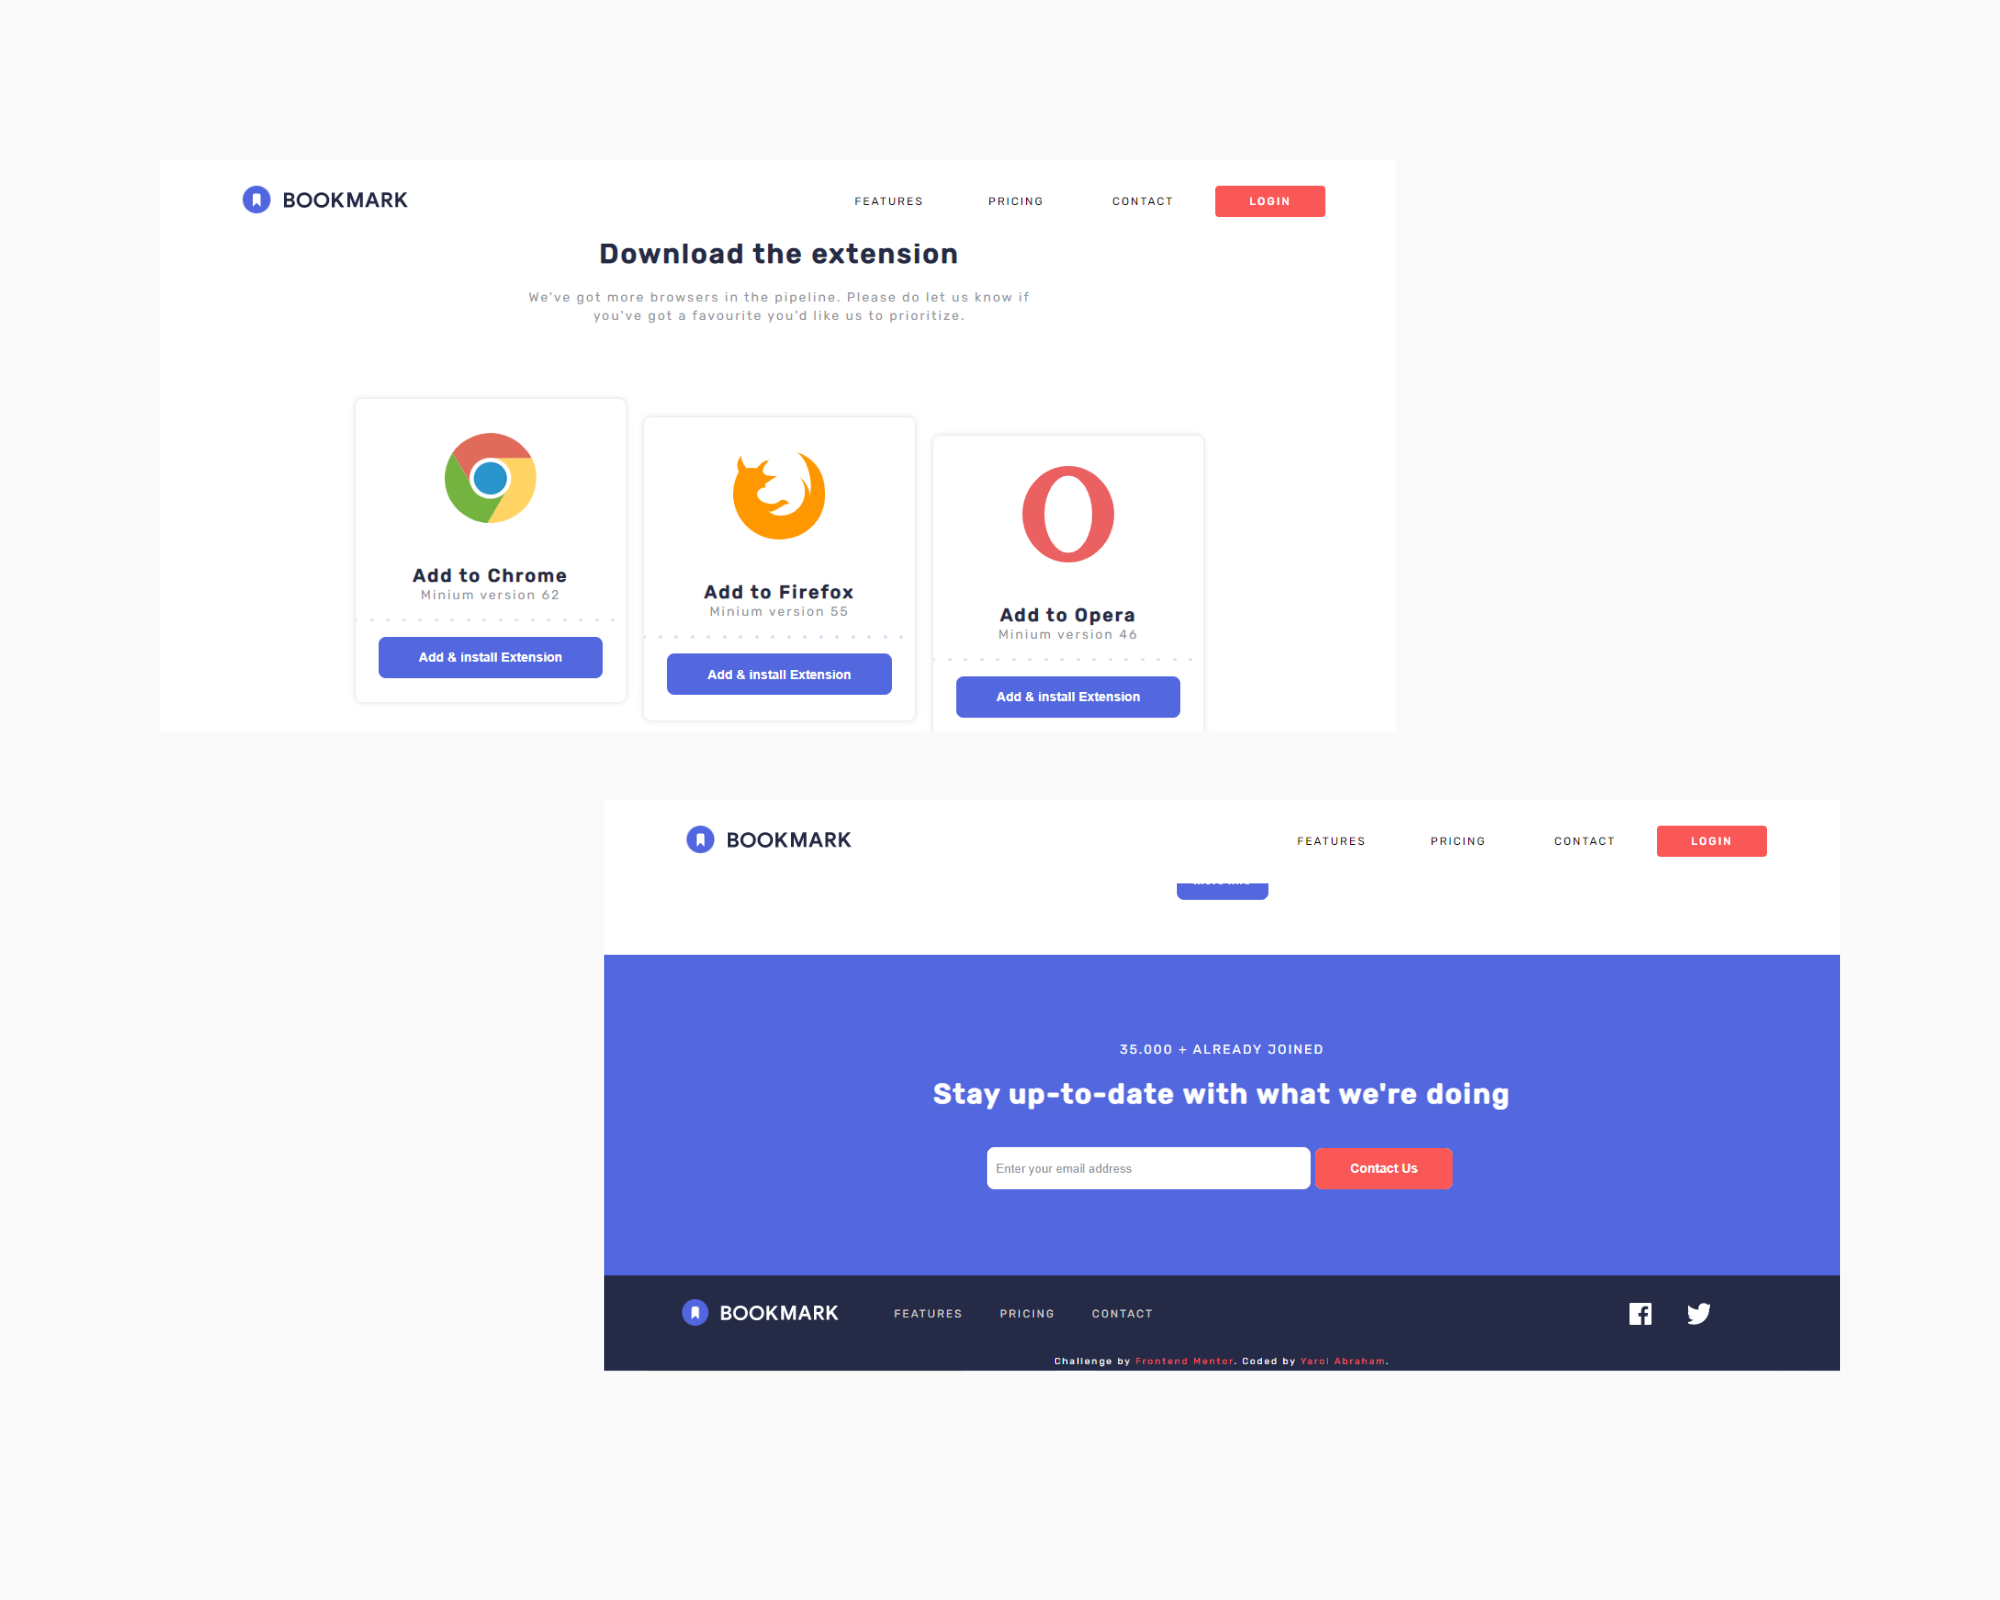 BOOKMARK
FEATURES PRICING CONTACT LOGIN
Download the extension
We've got more browsers in the pipeline. Please do let us know if
you've got a favourite you'd like us to prioritize.
Add to Chrome
Minium version 62
Add & install Extension
Add to Firefox
Minium version 55
Add & install Extension
Add to Opera
Minium version 46
Add & install Extension
BOOKMARK
FEATURES PRICING CONTACT LOGIN
35.000 + ALREADY JOINED
Stay up-to-date with what we're doing
Enter your email address
Contact Us
BOOKMARK FEATURES PRICING CONTACT
Challenge by Frontend Mentor. Coded by Yarol Abraham.